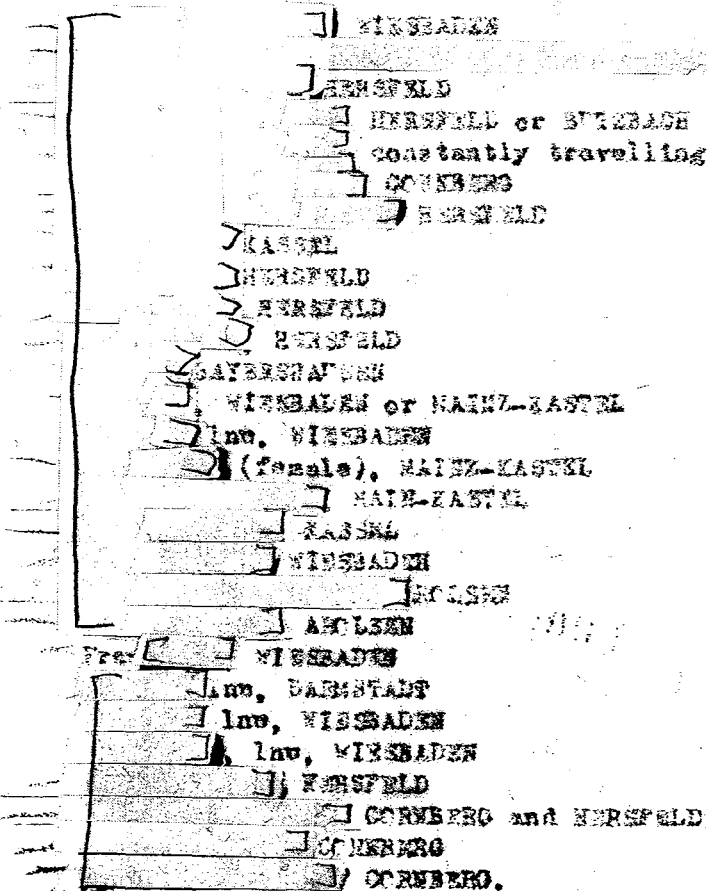 WIESBADEN
HERSFELD
HERSFELD or BUTZBACH
constantly travelling
CORNBERG
HERSFELD
KASSEL
HERSFELD
HERSFELD
HERSFELD
WIESBADEN or MAINZ-KASTEL
lnu, WIESBADEN
(female), MAINZ-KASTEL
MAIN-KASTEL
KASSEL
WIESBADEN
AROLSEN
WIESBADEN
lnu, DARMSTADT
lnu, WIESBADEN
, lnu, WIESBADEN
HERSFELD
CORNBERG and HERSFELD
CORNBERG
CORNBERG.